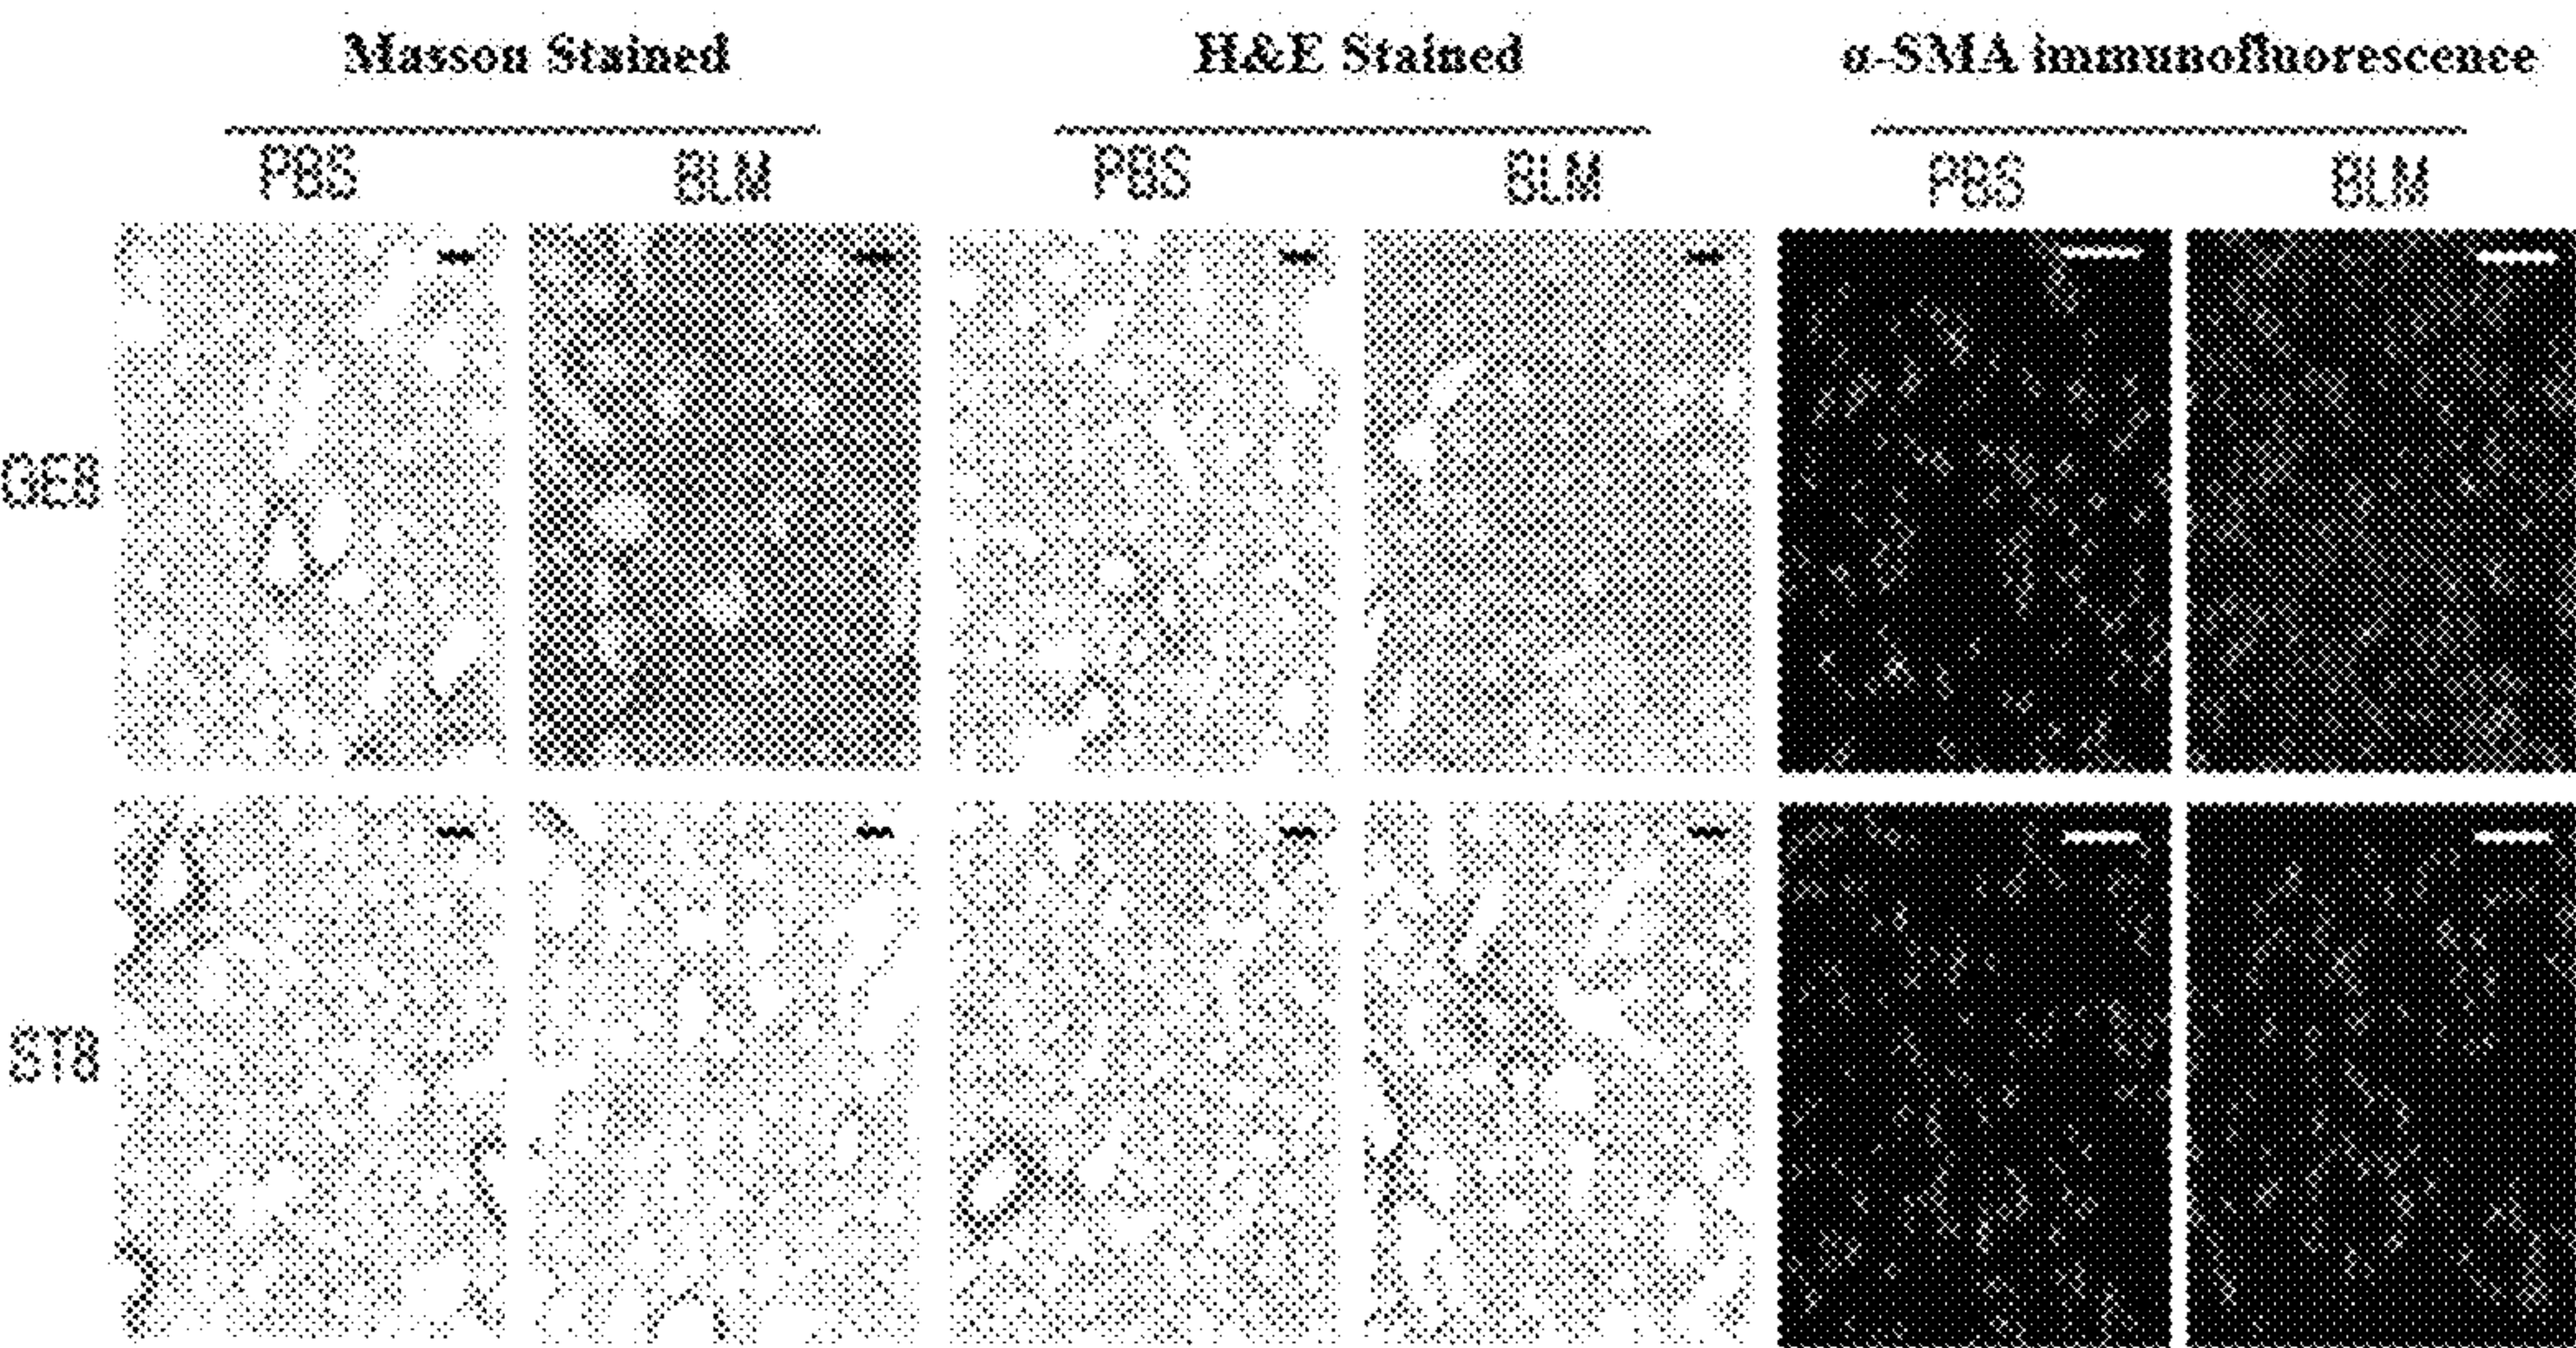 Masson Stained H&E Stained α-SMA immunofluorescence
PBS BLM PBS BLM PBS BLM
GE8
ST8